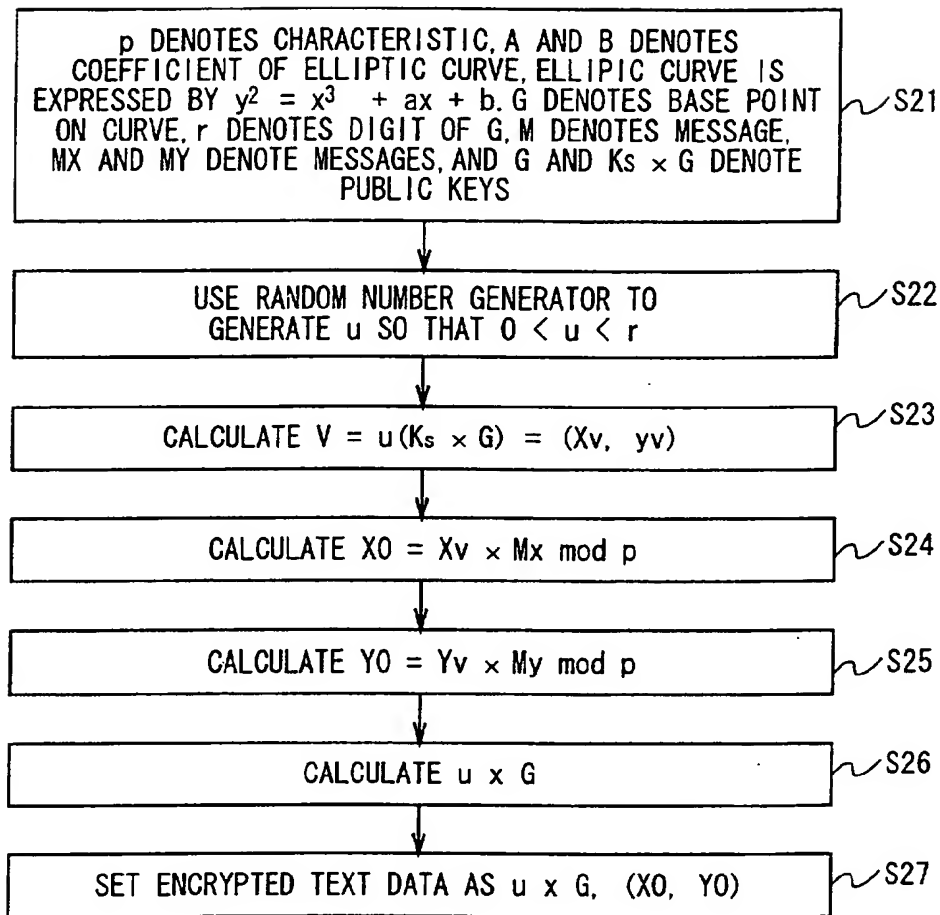 p DENOTES CHARACTERISTIC, A AND B DENOTES
COEFFICIENT OF ELLIPTIC CURVE, ELLIPIC CURVE IS
EXPRESSED BY y² = x³ + ax + b. G DENOTES BASE POINT
ON CURVE, r DENOTES DIGIT OF G, M DENOTES MESSAGE,
MX AND MY DENOTE MESSAGES, AND G AND Ks × G DENOTE
PUBLIC KEYS
S21
USE RANDOM NUMBER GENERATOR TO
GENERATE u SO THAT 0 < u < r
S22
CALCULATE V = u(Ks × G) = (Xv, yv)
S23
CALCULATE X0 = Xv × Mx mod p
S24
CALCULATE Y0 = Yv × My mod p
S25
CALCULATE u x G
S26
SET ENCRYPTED TEXT DATA AS u x G, (X0, Y0)
S27